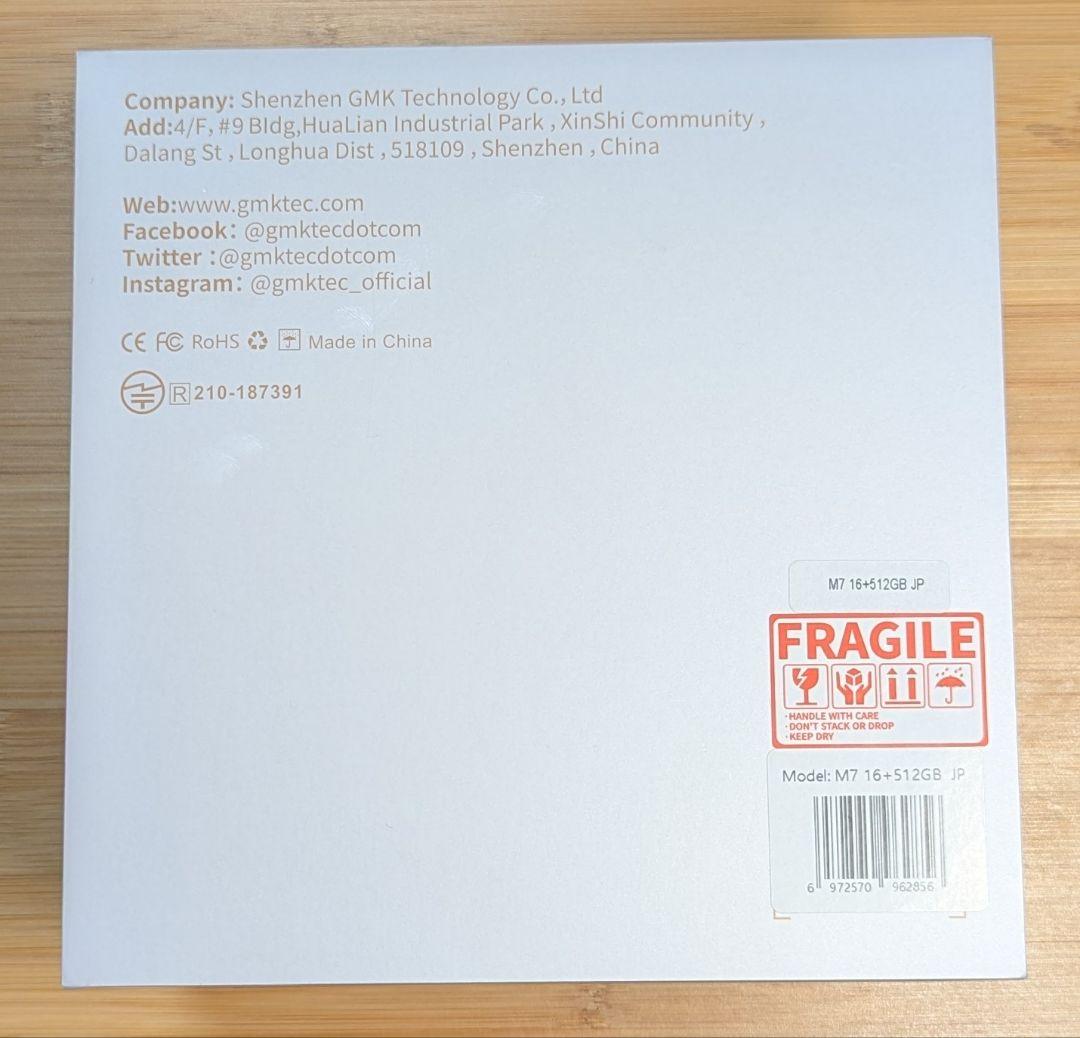 Company: Shenzhen GMK Technology Co., Ltd
Add:4/F, #9 Bldg,HuaLian Industrial Park , XinShi Community ,
Dalang St , Longhua Dist , 518109 , Shenzhen , China
Web:www.gmktec.com
Facebook: @gmktecdotcom
Twitter :@gmktecdotcom
Instagram: @gmktec_official
CE FC RoHS Made in China
R 210-187391
M7 16+512GB JP
FRAGILE
·HANDLE WITH CARE
·DON'T STACK OR DROP
·KEEP DRY
Model: M7 16+512GB JP
6 972570 962856